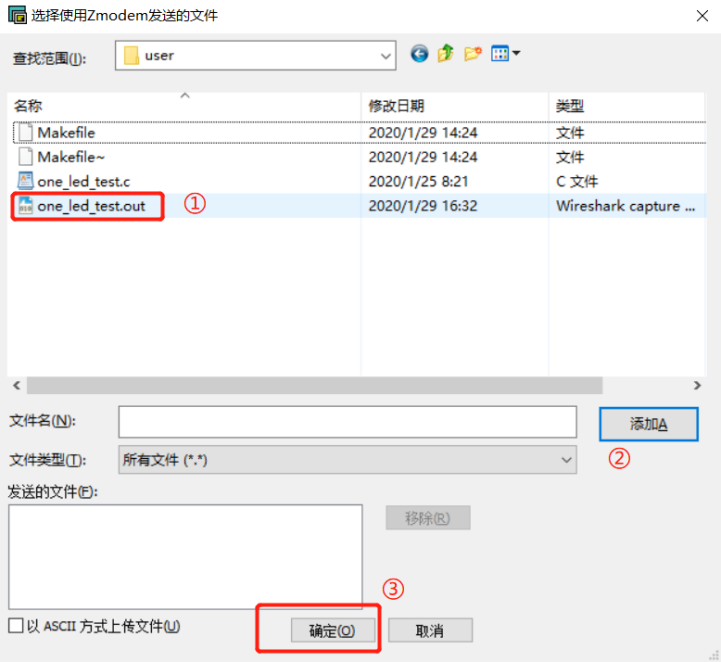 选择使用Zmodem发送的文件
查找范围(I): user
名称 修改日期 类型
Makefile 2020/1/29 14:24 文件
Makefile~ 2020/1/29 14:24 文件
one_led_test.c 2020/1/25 8:21 C 文件
one_led_test.out ① 2020/1/29 16:32 Wireshark capture ...
文件名(N): 添加A
文件类型(T): 所有文件 (*.*) ②
发送的文件(F):
移除(R)
③
以 ASCII 方式上传文件(U) 确定(O) 取消